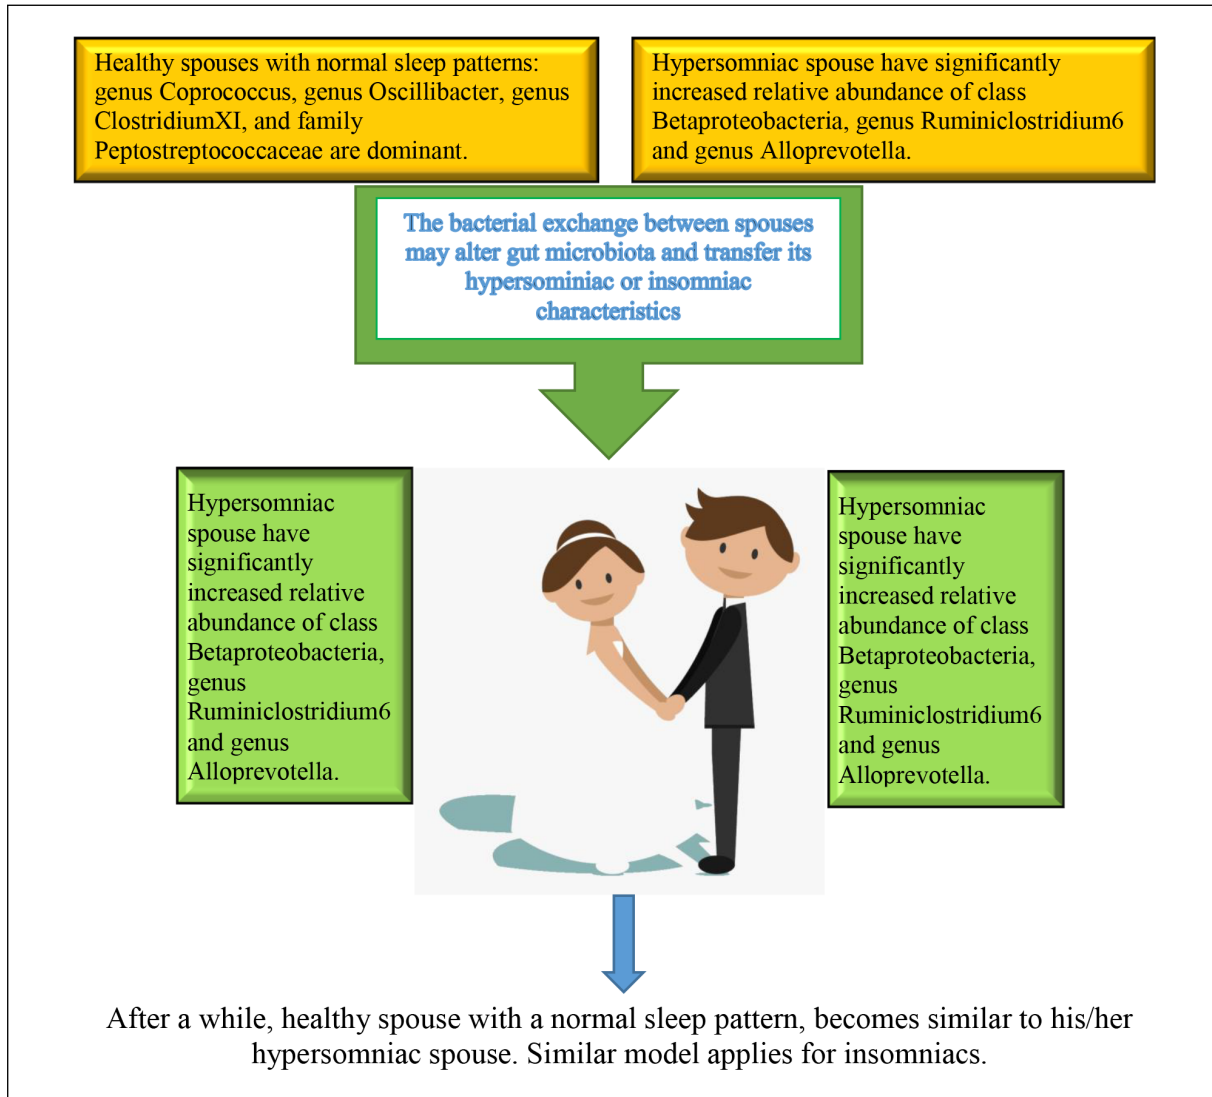 Healthy spouses with normal sleep patterns:
genus Coprococcus, genus Oscillibacter, genus
ClostridiumXI, and family
Peptostreptococcaceae are dominant.
Hypersomniac spouse have significantly
increased relative abundance of class
Betaproteobacteria, genus Ruminiclostridium6
and genus Alloprevotella.
The bacterial exchange between spouses
may alter gut microbiota and transfer its
hypersominiac or insomniac
characteristics
Hypersomniac
spouse have
significantly
increased relative
abundance of class
Betaproteobacteria,
genus
Ruminiclostridium6
and genus
Alloprevotella.
Hypersomniac
spouse have
significantly
increased relative
abundance of class
Betaproteobacteria,
genus
Ruminiclostridium6
and genus
Alloprevotella.
After a while, healthy spouse with a normal sleep pattern, becomes similar to his/her
hypersomniac spouse. Similar model applies for insomniacs.